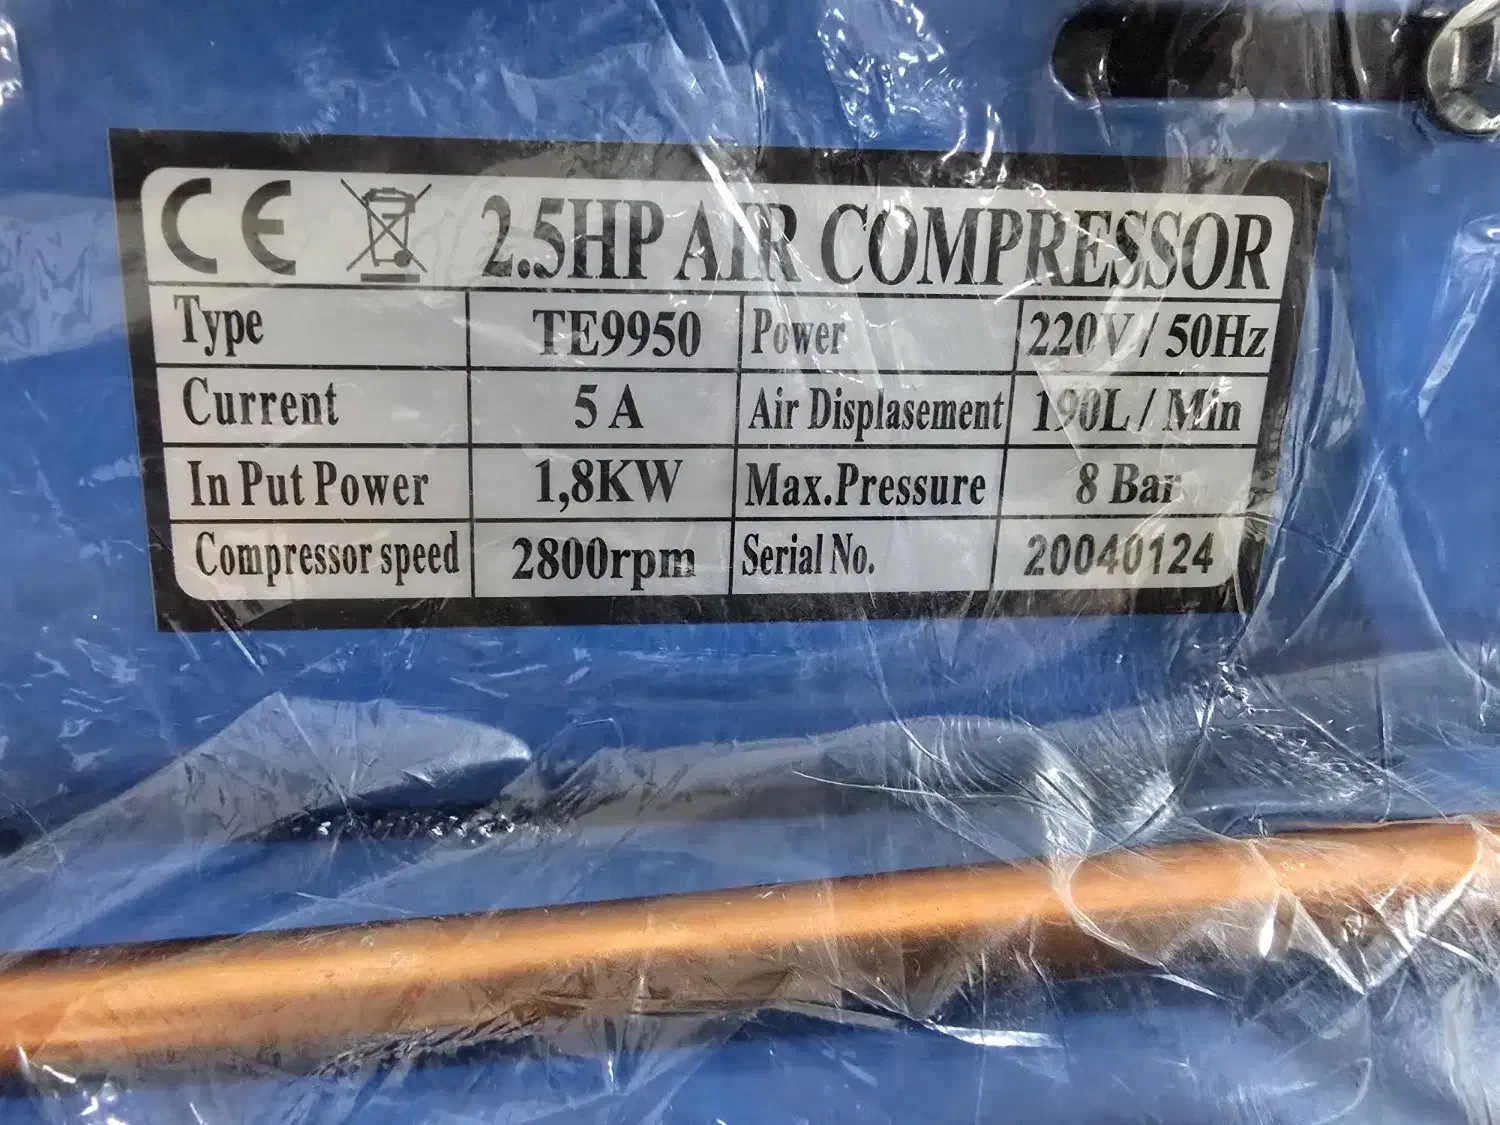 CE 2.5HP AIR COMPRESSOR
Type TE9950 Power 220V / 50Hz
Current 5 A Air Displasement 190L / Min
In Put Power 1,8KW Max.Pressure 8 Bar
Compressor speed 2800rpm Serial No. 20040124